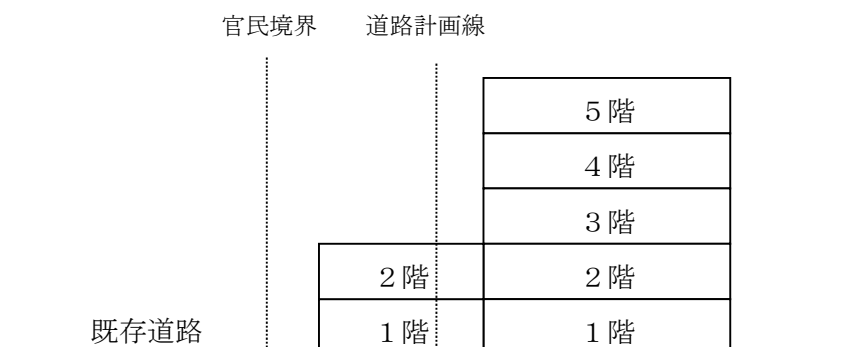 官民境界 道路計画線
５階
４階
３階
２階 ２階
既存道路 １階 １階